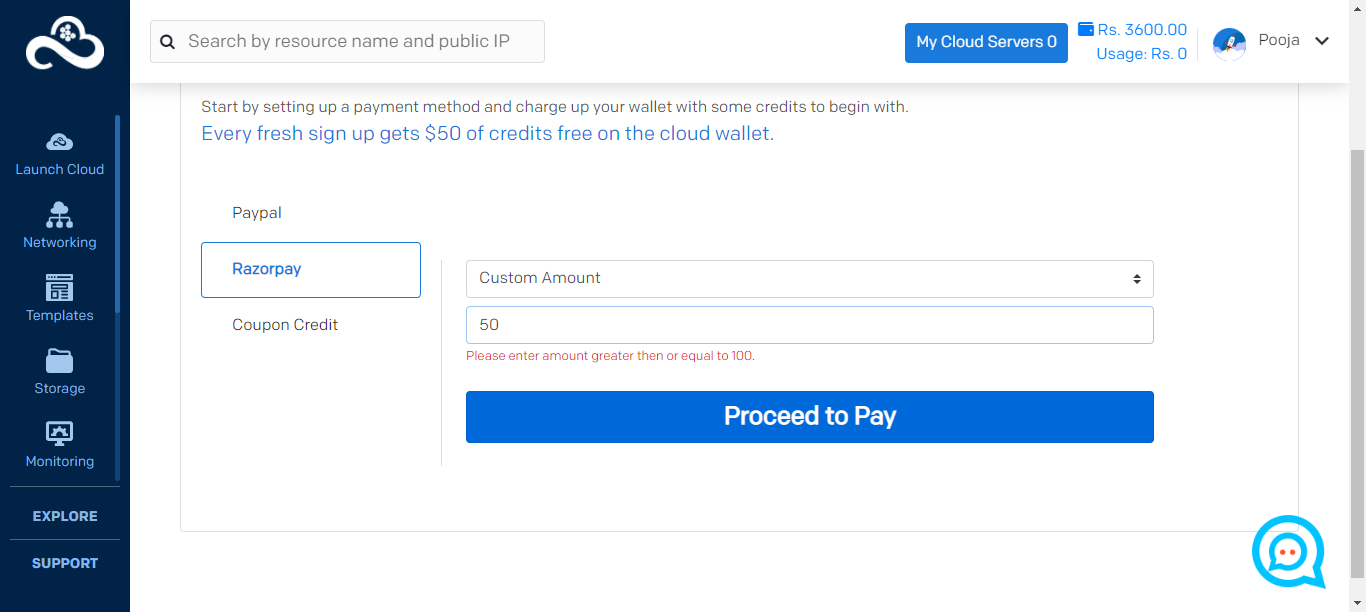 Search by resource name and public IP
My Cloud Servers 0
Rs. 3600.00
Usage: Rs. 0
Pooja
Launch Cloud
Networking
Templates
Storage
Monitoring
EXPLORE
SUPPORT
Start by setting up a payment method and charge up your wallet with some credits to begin with.
Every fresh sign up gets $50 of credits free on the cloud wallet.
Paypal
Razorpay
Coupon Credit
Custom Amount
50
Please enter amount greater then or equal to 100.
Proceed to Pay